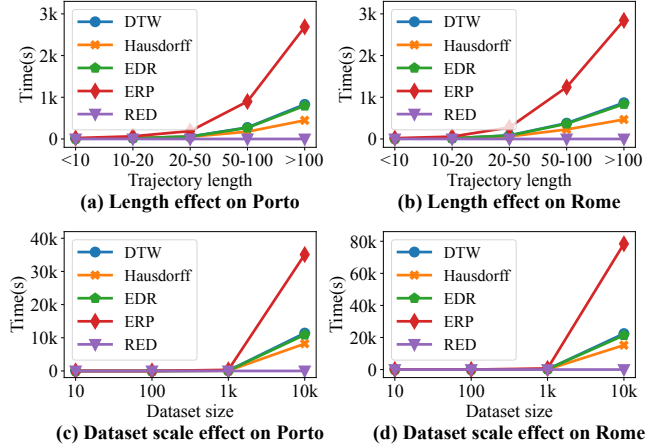 3k
2k
1k
0
Time(s)
DTW
Hausdorff
EDR
ERP
RED
<10 10-20 20-50 50-100 >100
Trajectory length
(a) Length effect on Porto
3k
2k
1k
0
Time(s)
DTW
Hausdorff
EDR
ERP
RED
<10 10-20 20-50 50-100 >100
Trajectory length
(b) Length effect on Rome
40k
30k
20k
10k
0
Time(s)
DTW
Hausdorff
EDR
ERP
RED
10 100 1k 10k
Dataset size
(c) Dataset scale effect on Porto
80k
60k
40k
20k
0
Time(s)
DTW
Hausdorff
EDR
ERP
RED
10 100 1k 10k
Dataset size
(d) Dataset scale effect on Rome